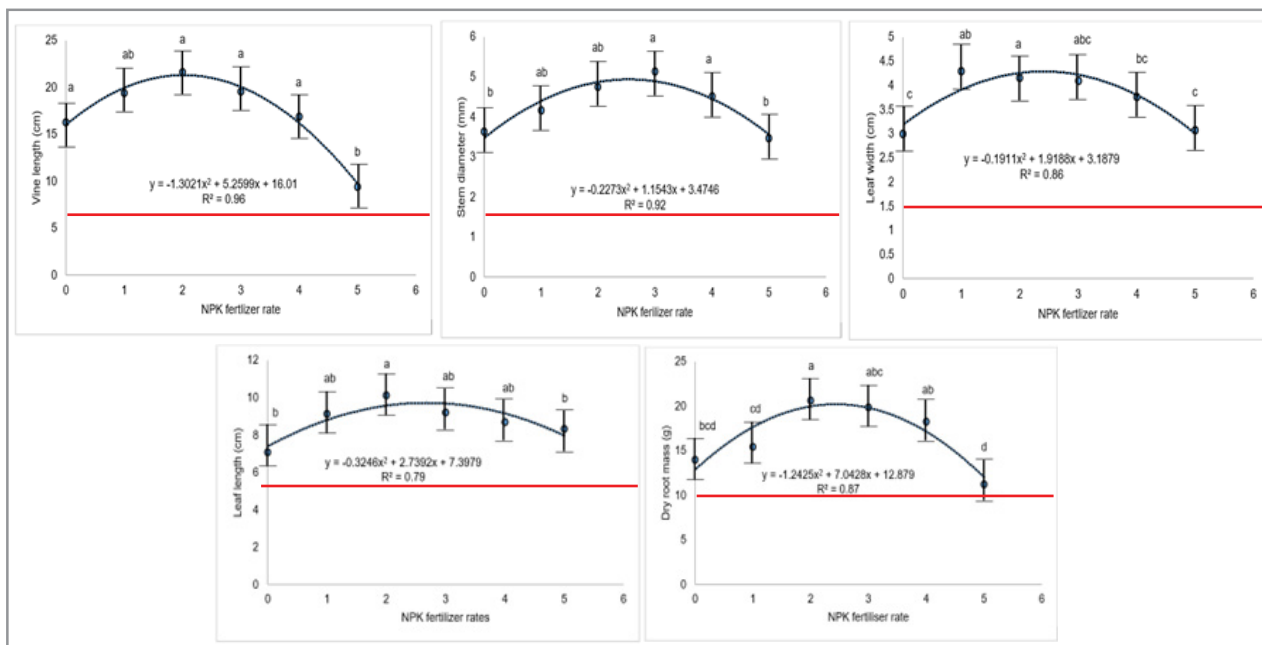 Vine length (cm)
25
20
15
10
5
0
a
ab
a
a
a
b
y = -1.3021x² + 5.2599x + 16.01
R² = 0.96
0 1 2 3 4 5 6
NPK fertlizer rate
Stem diameter (mm)
6
5
4
3
2
1
0
b
ab
ab
a
a
b
y = -0.2273x² + 1.1543x + 3.4746
R² = 0.92
0 1 2 3 4 5 6
NPK ferilizer rate
Leaf width (cm)
5
4.5
4
3.5
3
2.5
2
1.5
1
0.5
0
c
ab
a
abc
bc
c
y = -0.1911x² + 1.9188x + 3.1879
R² = 0.86
0 1 2 3 4 5 6
NPK fertilizer rate
Leaf length (cm)
12
10
8
6
4
2
0
b
ab
a
ab
ab
b
y = -0.3246x² + 2.7392x + 7.3979
R² = 0.79
0 1 2 3 4 5 6
NPK fertilizer rates
Dry root mass (g)
25
20
15
10
5
0
bcd
cd
a
abc
ab
d
y = -1.2425x² + 7.0428x + 12.879
R² = 0.87
0 1 2 3 4 5 6
NPK fertiliser rate